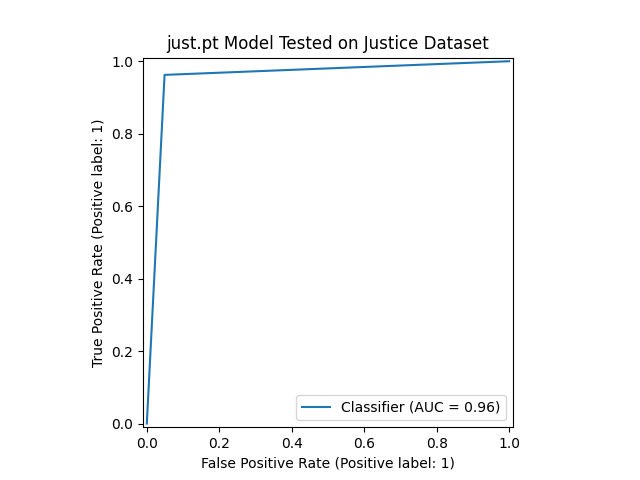 just.pt Model Tested on Justice Dataset
1.0
0.8
0.6
0.4
0.2
0.0
True Positive Rate (Positive label: 1)
Classifier (AUC = 0.96)
0.0 0.2 0.4 0.6 0.8 1.0
False Positive Rate (Positive label: 1)